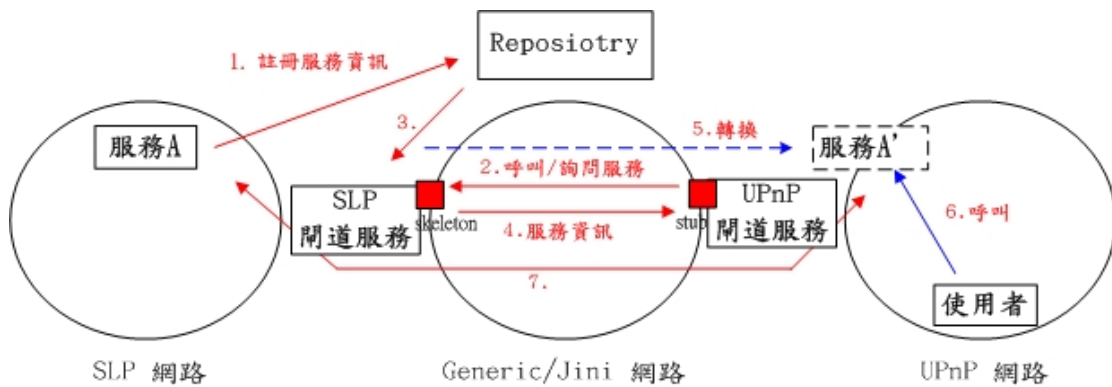 Reposiotry
1. 註冊服務資訊
3.
5.轉換
服務A
服務A'
2.呼叫/詢問服務
SLP
閘道服務
skeleton
4.服務資訊
stub
UPnP
閘道服務
6.呼叫
7.
使用者
SLP 網路
Generic/Jini 網路
UPnP 網路